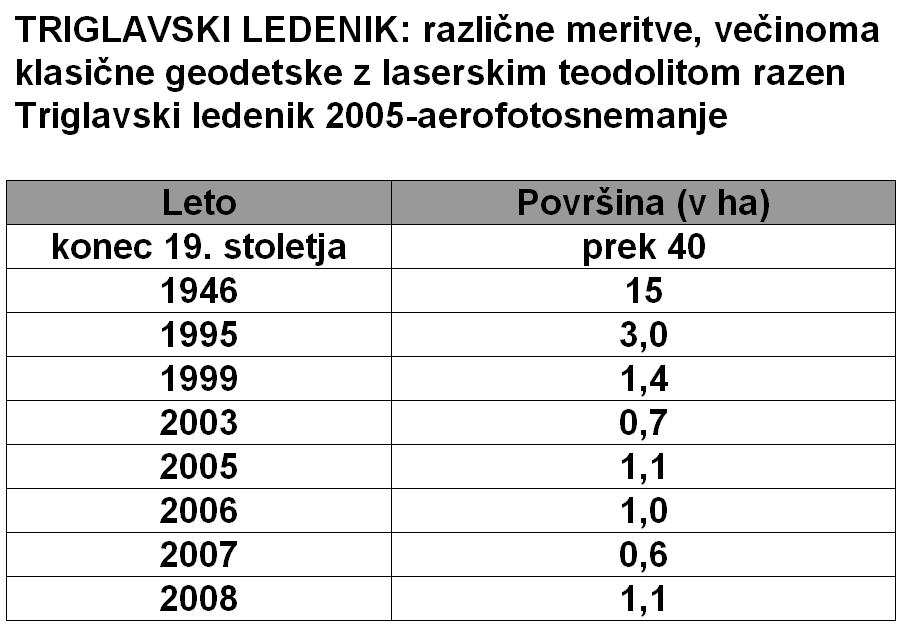 TRIGLAVSKI LEDENIK: različne meritve, večinoma
klasične geodetske z laserskim teodolitom razen
Triglavski ledenik 2005-aerofotosnemanje
Leto Površina (v ha)
konec 19. stoletja prek 40
1946 15
1995 3,0
1999 1,4
2003 0,7
2005 1,1
2006 1,0
2007 0,6
2008 1,1